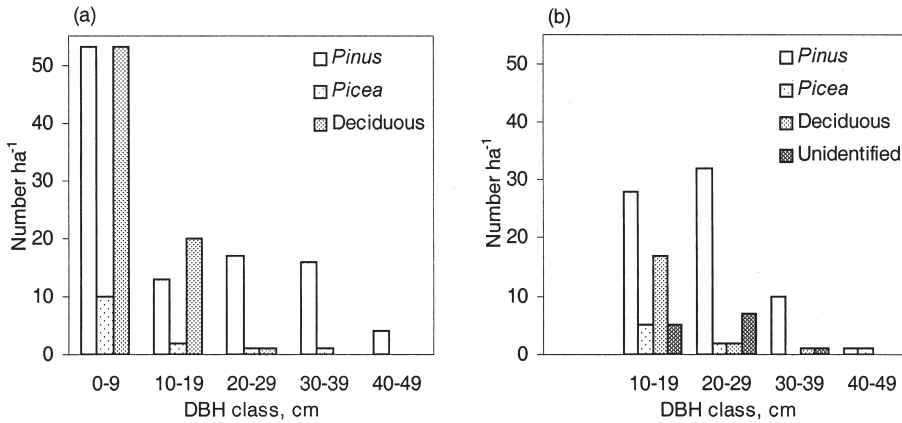 (a)
50
40
30
20
10
0
Number ha-1
Pinus
Picea
Deciduous
0-9 10-19 20-29 30-39 40-49
DBH class, cm
(b)
50
40
30
20
10
0
Number ha-1
Pinus
Picea
Deciduous
Unidentified
10-19 20-29 30-39 40-49
DBH class, cm